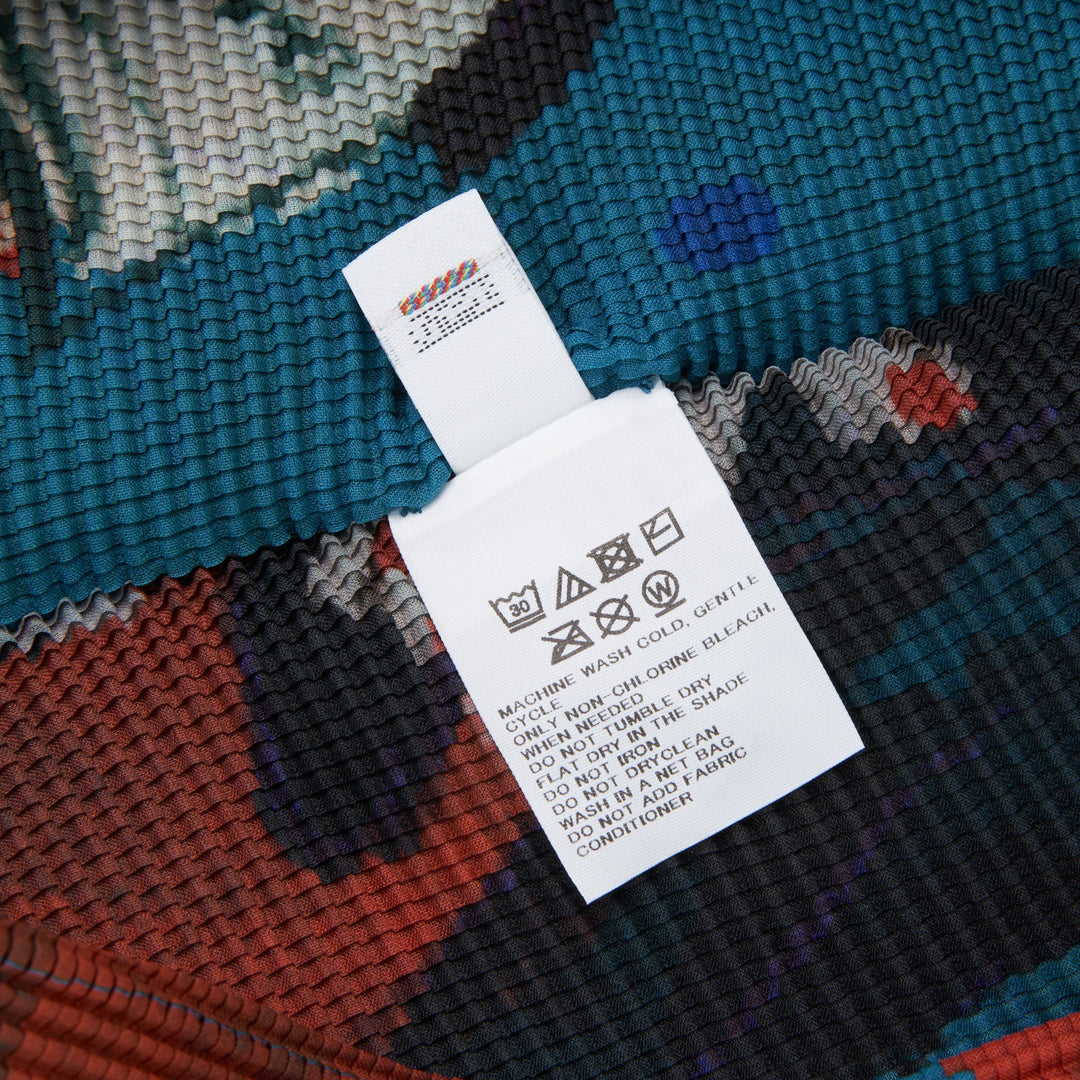 30
W
MACHINE WASH COLD, GENTLE
CYCLE
ONLY NON-CHLORINE BLEACH,
WHEN NEEDED
DO NOT TUMBLE DRY
FLAT DRY IN THE SHADE
DO NOT IRON
DO NOT DRYCLEAN
WASH IN A NET BAG
DO NOT ADD FABRIC
CONDITIONER